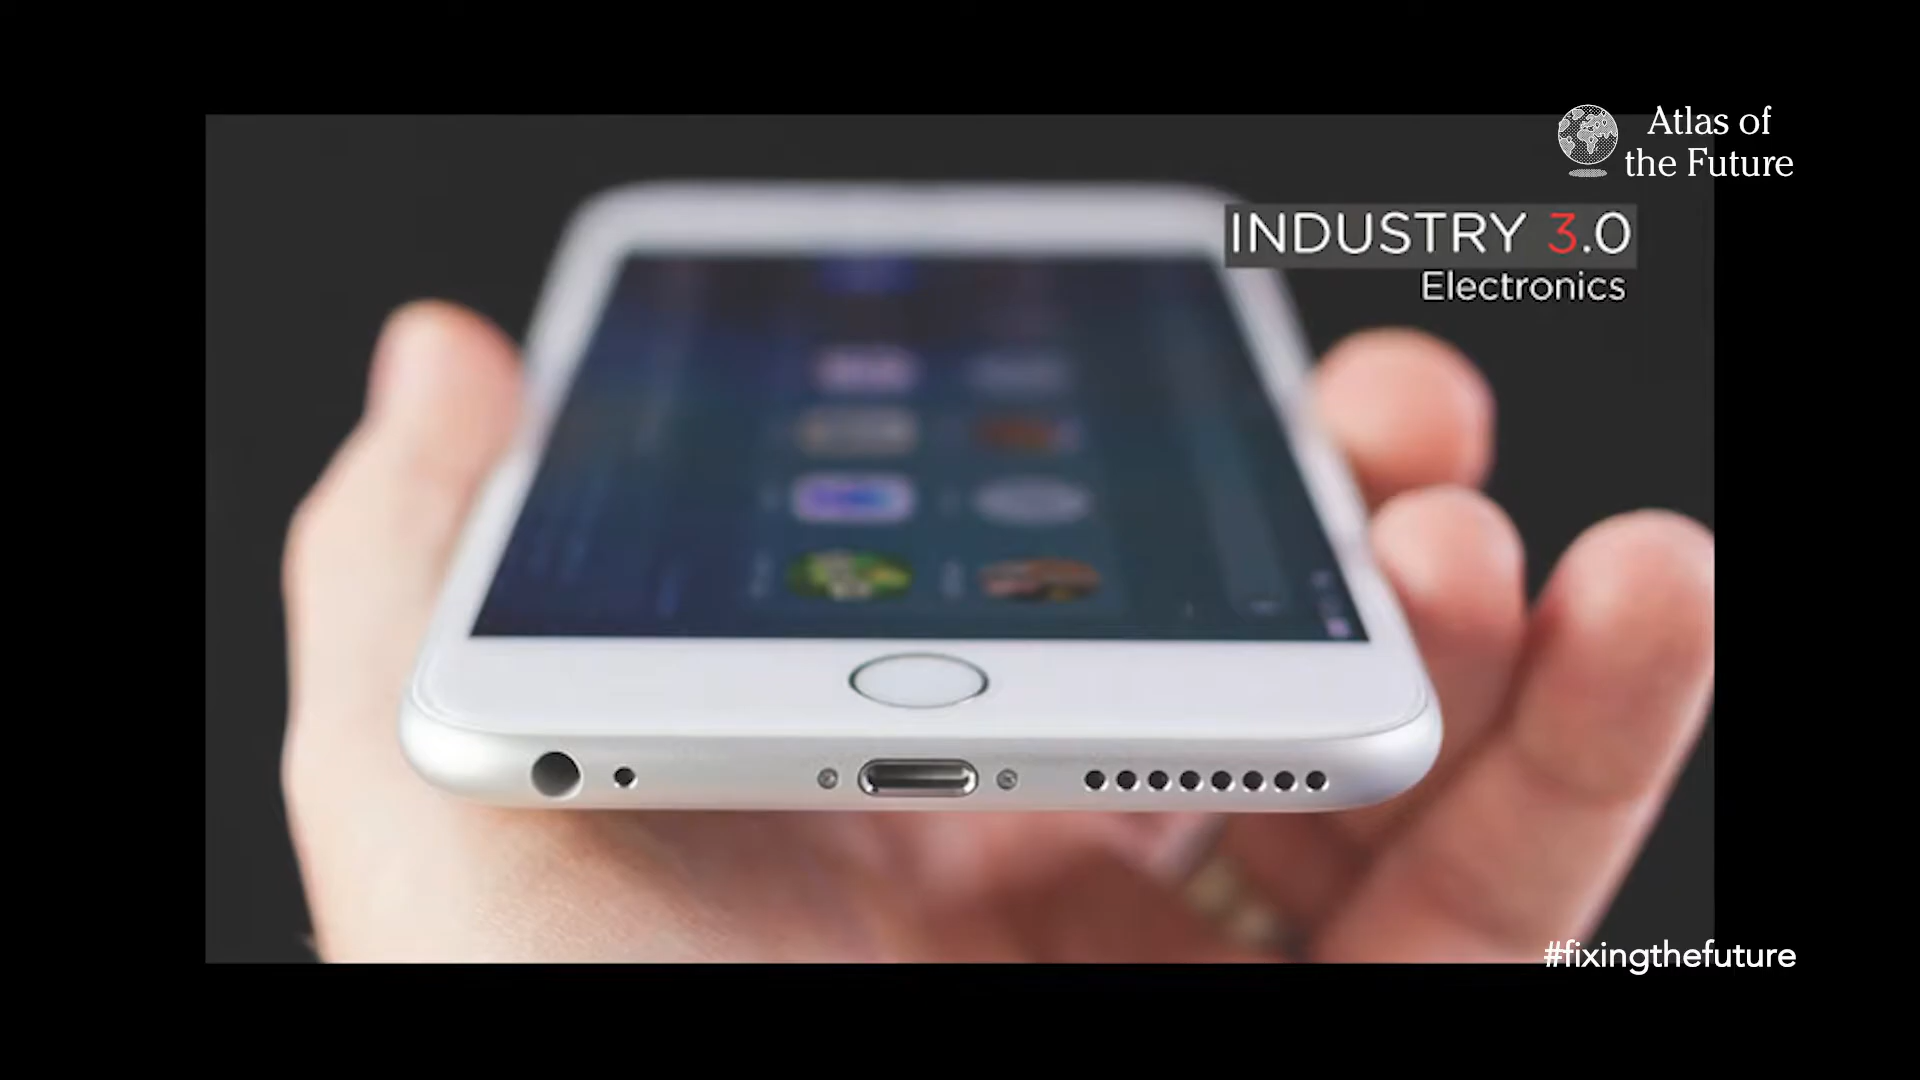 Atlas of
the Future
INDUSTRY 3.0
Electronics
#fixingthefuture